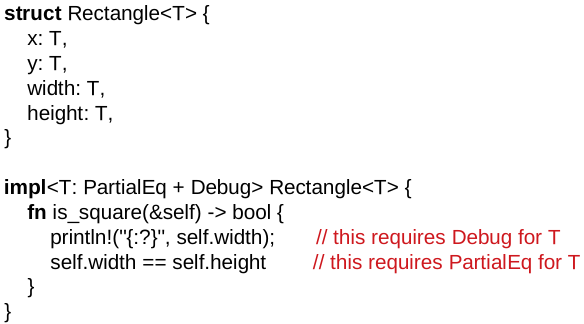 struct Rectangle<T> {
    x: T,
    y: T,
    width: T,
    height: T,
}

impl<T: PartialEq + Debug> Rectangle<T> {
    fn is_square(&self) -> bool {
        println!("{:?}", self.width);       // this requires Debug for T
        self.width == self.height        // this requires PartialEq for T
    }
}